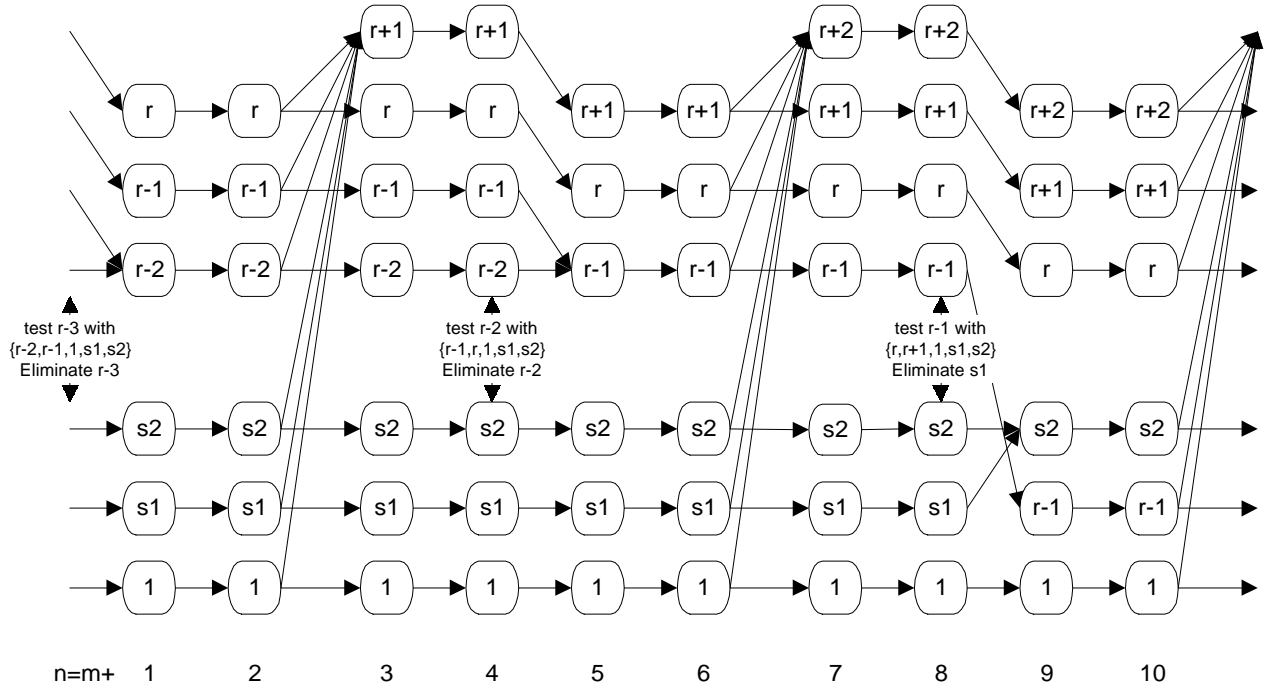 r+1 r+1 r+2 r+2
r r r r r+1 r+1 r+1 r+1 r+2 r+2
r-1 r-1 r-1 r-1 r r r r r+1 r+1
r-2 r-2 r-2 r-2 r-1 r-1 r-1 r-1 r r
test r-3 with
{r-2,r-1,1,s1,s2}
Eliminate r-3
test r-2 with
{r-1,r,1,s1,s2}
Eliminate r-2
test r-1 with
{r,r+1,1,s1,s2}
Eliminate s1
s2 s2 s2 s2 s2 s2 s2 s2 s2 s2
s1 s1 s1 s1 s1 s1 s1 s1 r-1 r-1
1 1 1 1 1 1 1 1 1 1
n=m+ 1 2 3 4 5 6 7 8 9 10